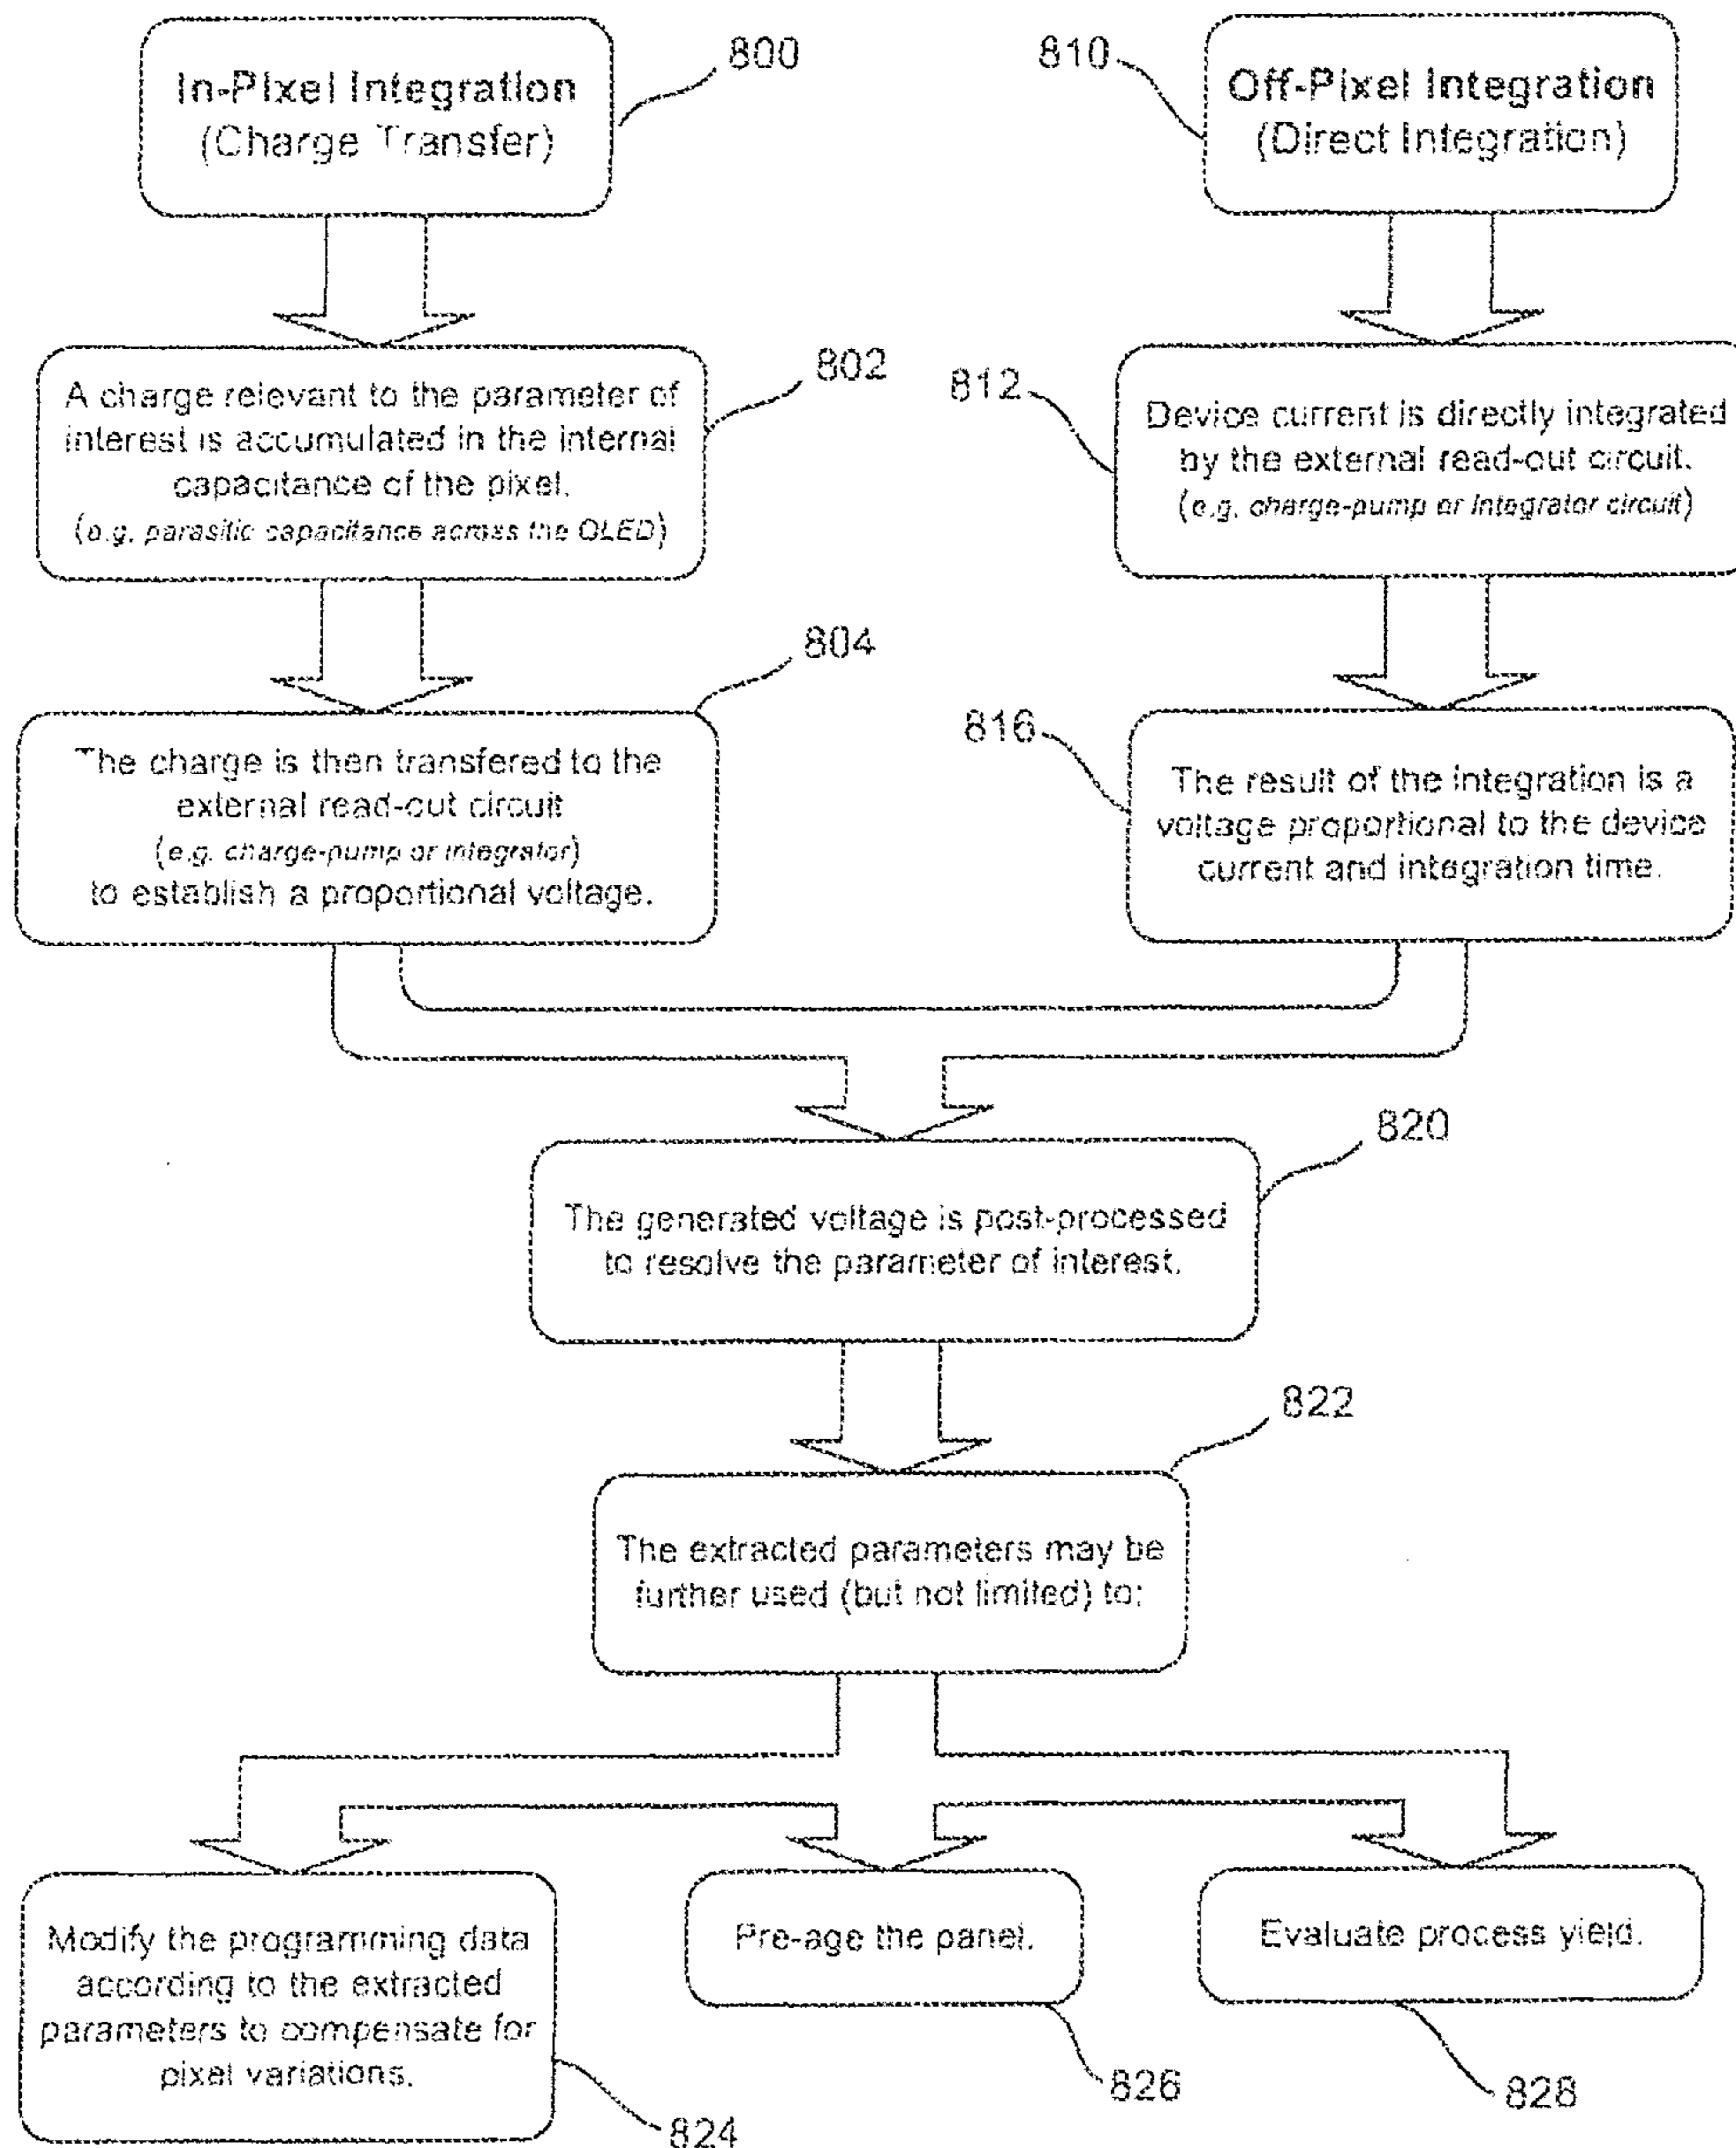 In-Pixel Integration
(Charge Transfer)
800
810
Off-Pixel Integration
(Direct Integration)
A charge relevant to the parameter of
interest is accumulated in the internal
capacitance of the pixel.
(e.g. parasitic capacitance across the OLED)
802
812
Device current is directly integrated
by the external read-out circuit.
(e.g. charge-pump or integrator circuit)
804
The charge is then transfered to the
external read-out circuit
(e.g. charge-pump or integrator)
to establish a proportional voltage.
816
The result of the integration is a
voltage proportional to the device
current and integration time.
820
The generated voltage is post-processed
to resolve the parameter of interest.
822
The extracted parameters may be
further used (but not limited) to:
Modify the programming data
according to the extracted
parameters to compensate for
pixel variations.
824
Pre-age the panel.
826
Evaluate process yield.
828